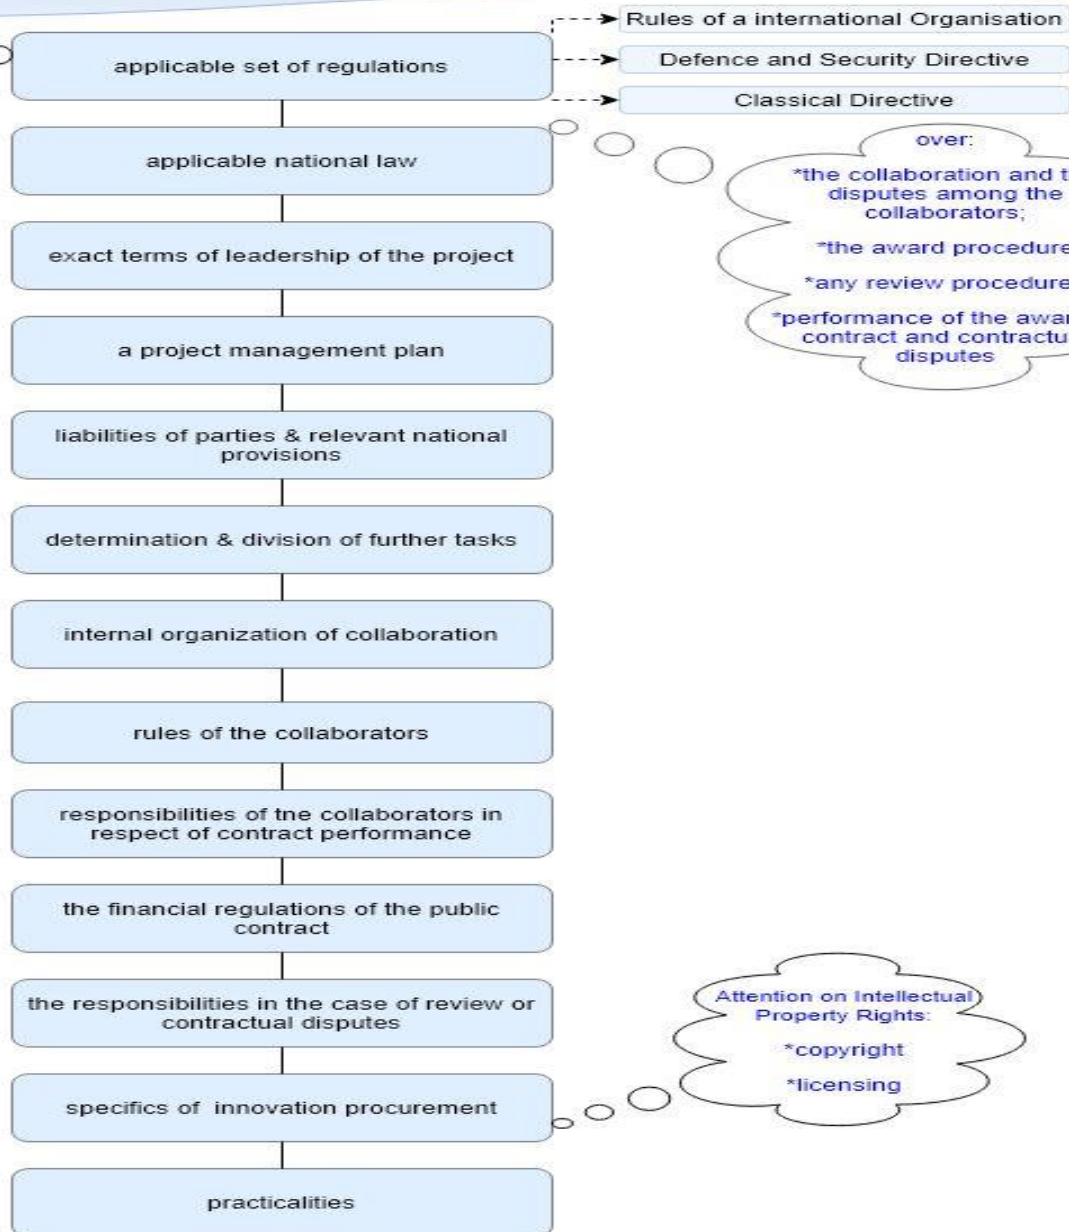 applicable set of regulations
Rules of a international Organisation
Defence and Security Directive
Classical Directive
applicable national law
over:
*the collaboration and
disputes among the
collaborators;
*the award procedure
*any review procedure
*performance of the
contract and
disputes
exact terms of leadership of the project
a project management plan
liabilities of parties & relevant national
provisions
determination & division of further tasks
internal organization of collaboration
rules of the collaborators
responsibilities of tne collaborators in
respect of contract performance
the financial regulations of the public
contract
the responsibilities in the case of review or
contractual disputes
specifics of innovation procurement
Attention on Intellectual
Property Rights:
*copyright
*licensing
practicalities